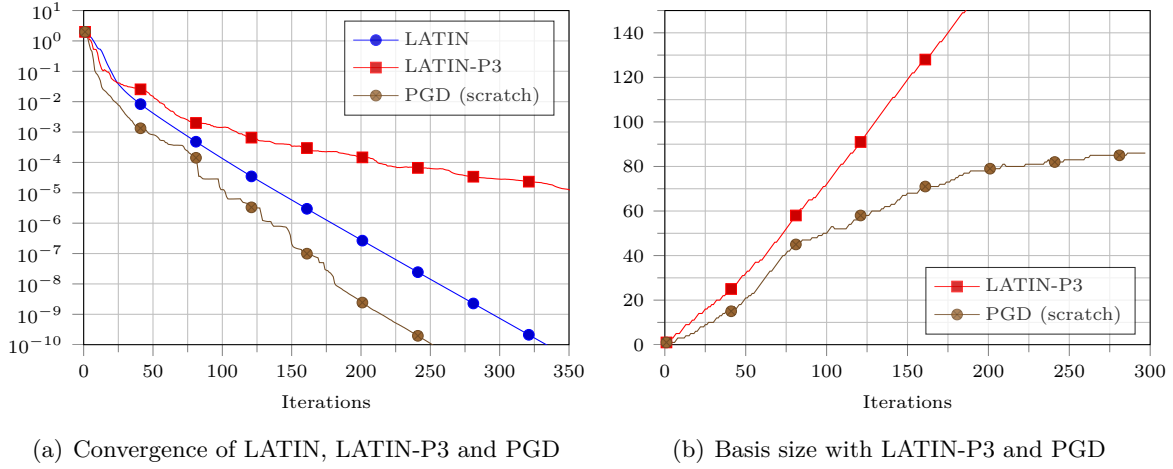 10^1
10^0
10^−1
10^−2
10^−3
10^−4
10^−5
10^−6
10^−7
10^−8
10^−9
10^−10
0 50 100 150 200 250 300 350
Iterations
LATIN
LATIN-P3
PGD (scratch)
(a) Convergence of LATIN, LATIN-P3 and PGD
140
120
100
80
60
40
20
0
0 50 100 150 200 250 300
Iterations
LATIN-P3
PGD (scratch)
(b) Basis size with LATIN-P3 and PGD